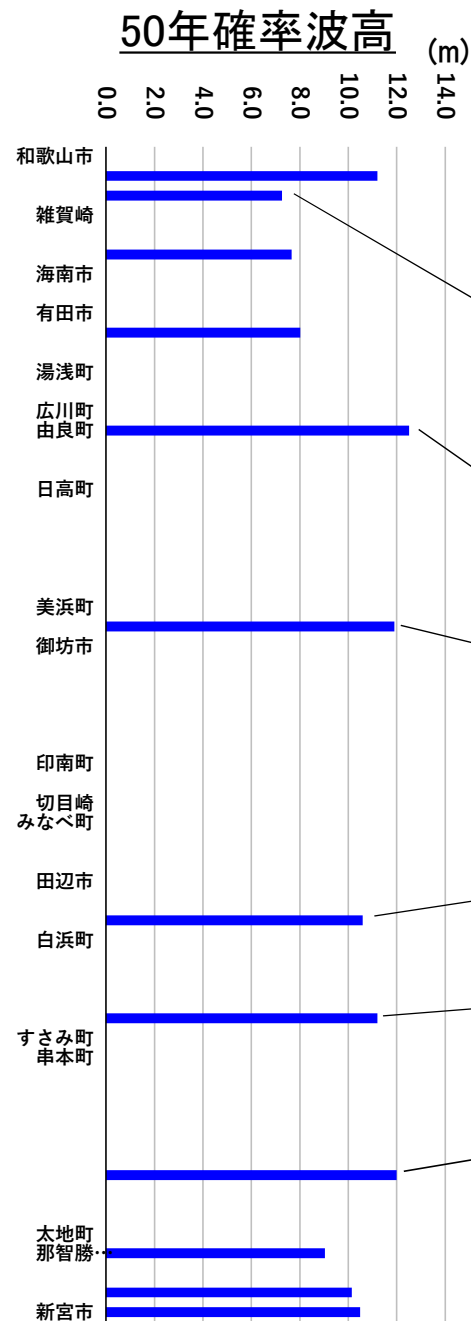 50年確率波高
(m)
0.0
2.0
4.0
6.0
8.0
10.0
12.0
14.0
和歌山市
雑賀崎
海南市
有田市
湯浅町
広川町
由良町
日高町
美浜町
御坊市
印南町
切目崎
みなべ町
田辺市
白浜町
すさみ町
串本町
太地町
那智勝…
新宮市